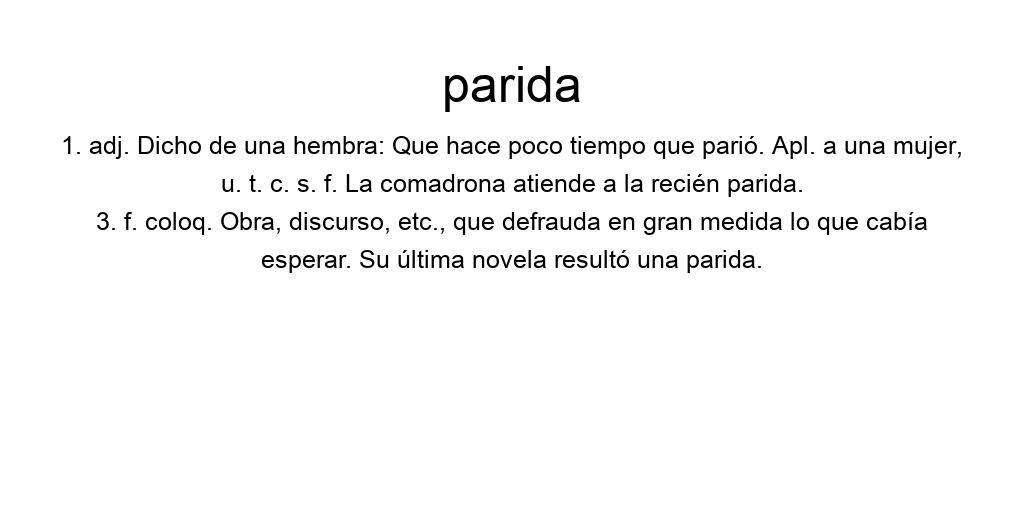 parida
1. adj. Dicho de una hembra: Que hace poco tiempo que parió. Apl. a una mujer,
u. t. c. s. f. La comadrona atiende a la recién parida.
3. f. coloq. Obra, discurso, etc., que defrauda en gran medida lo que cabía
esperar. Su última novela resultó una parida.